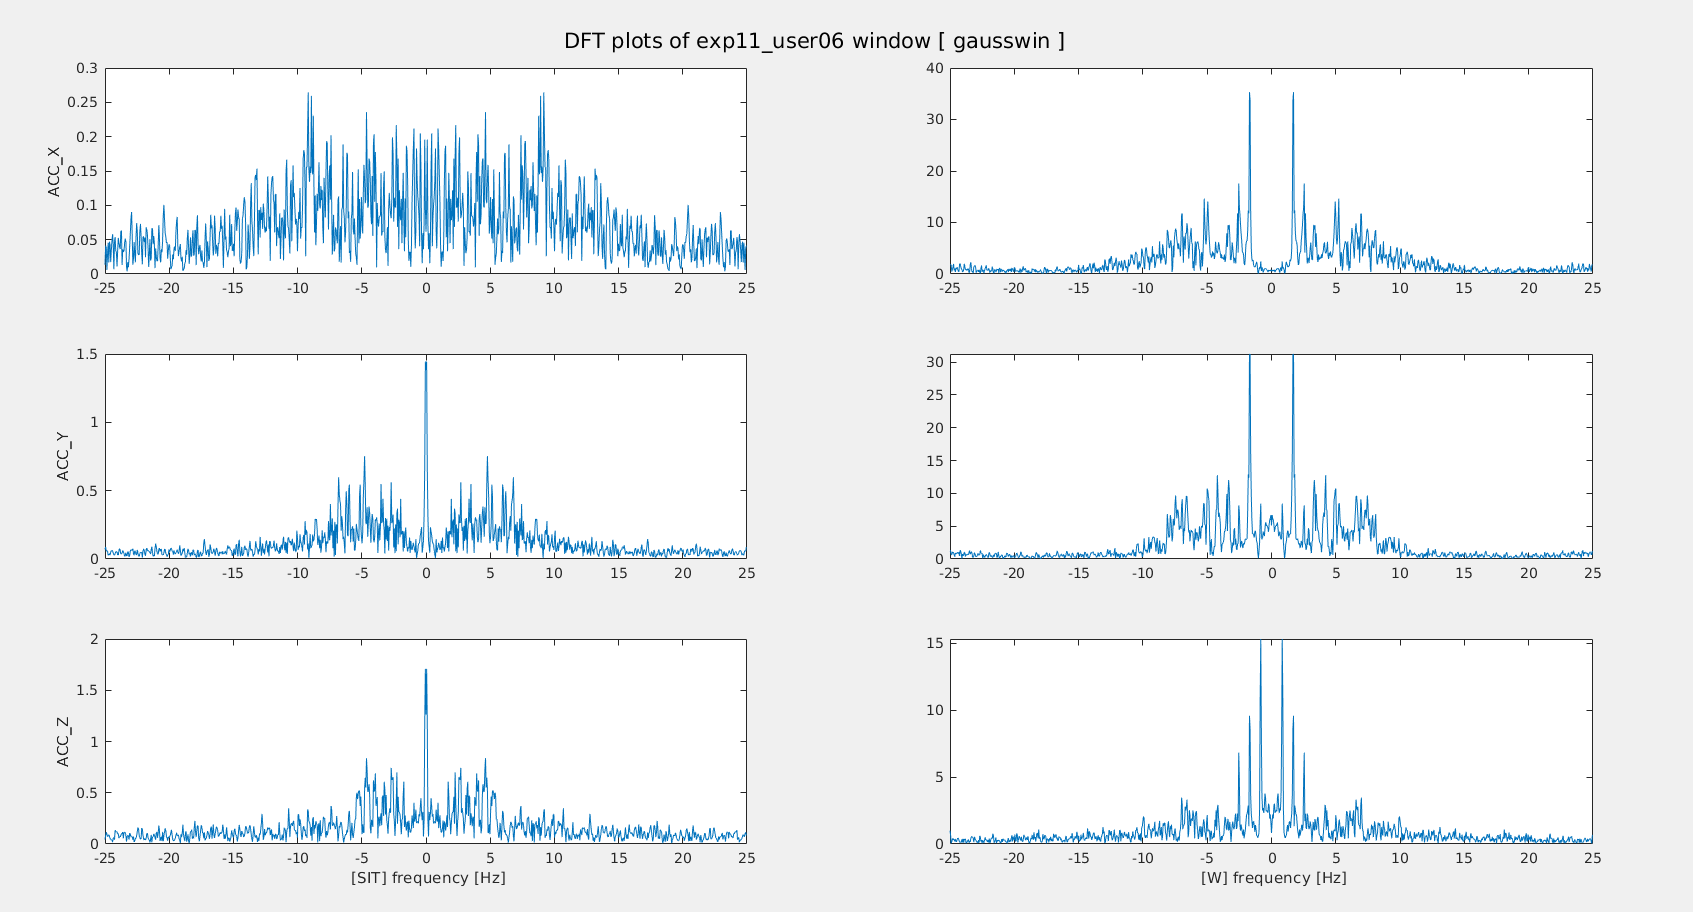 DFT plots of exp11_user06 window [ gausswin ]
0.3
0.25
0.2
0.15
0.1
0.05
0
ACC_X
-25 -20 -15 -10 -5 0 5 10 15 20 25
40
30
20
10
0
-25 -20 -15 -10 -5 0 5 10 15 20 25
1.5
1
0.5
0
ACC_Y
-25 -20 -15 -10 -5 0 5 10 15 20 25
30
25
20
15
10
5
0
-25 -20 -15 -10 -5 0 5 10 15 20 25
2
1.5
1
0.5
0
ACC_Z
-25 -20 -15 -10 -5 0 5 10 15 20 25
[SIT] frequency [Hz]
15
10
5
0
-25 -20 -15 -10 -5 0 5 10 15 20 25
[W] frequency [Hz]